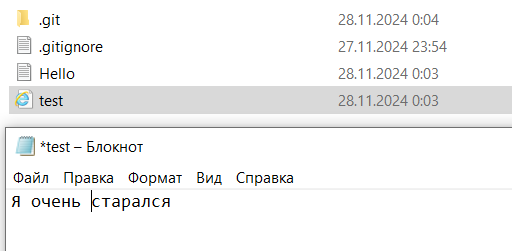 .git 28.11.2024 0:04
.gitignore 27.11.2024 23:54
Hello 28.11.2024 0:03
test 28.11.2024 0:03
*test – Блокнот
Файл Правка Формат Вид Справка
Я очень старался